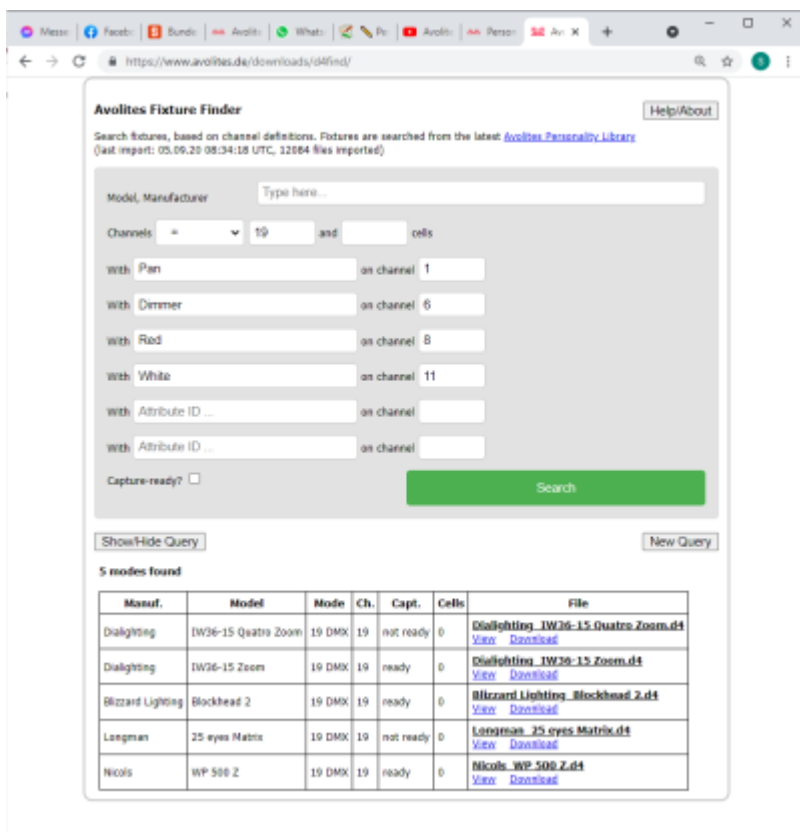 Messe
Faceb
Bundl
Avolit
Whats
Pe
Avolit
Person
Av
https://www.avolites.de/downloads/d4find/
S
Avolites Fixture Finder
Help/About
Search fixtures, based on channel definitions. Fixtures are searched from the latest Avolites Personality Library
(last import: 05.09.20 08:34:18 UTC, 12084 files imported)
Model, Manufacturer Type here...
Channels = 19 and cells
With Pan on channel 1
With Dimmer on channel 6
With Red on channel 8
With White on channel 11
With Attribute ID ... on channel
With Attribute ID ... on channel
Capture-ready? Search
Show/Hide Query New Query
5 modes found
Manuf. Model Mode Ch. Capt. Cells File
Dialighting IW36-15 Quatro Zoom 19 DMX 19 not ready 0 Dialighting_IW36-15 Quatro Zoom.d4
View Download
Dialighting IW36-15 Zoom 19 DMX 19 ready 0 Dialighting_IW36-15 Zoom.d4
View Download
Blizzard Lighting Blockhead 2 19 DMX 19 ready 0 Blizzard Lighting_Blockhead 2.d4
View Download
Longman 25 eyes Matrix 19 DMX 19 not ready 0 Longman_25 eyes Matrix.d4
View Download
Nicols WP 500 Z 19 DMX 19 ready 0 Nicols_WP 500 Z.d4
View Download